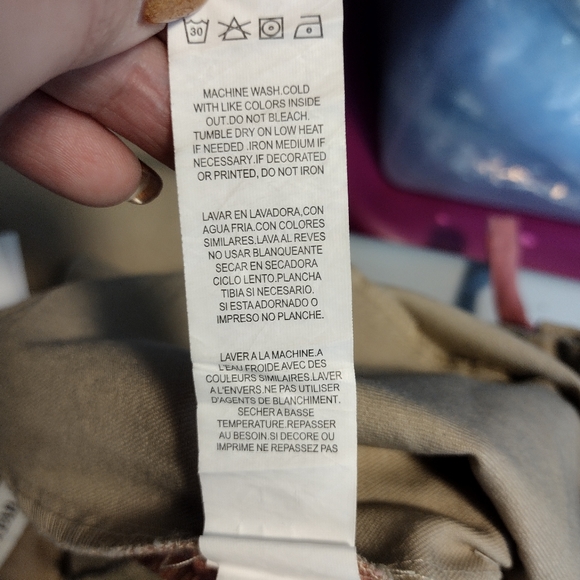 30
MACHINE WASH.COLD
WITH LIKE COLORS INSIDE
OUT.DO NOT BLEACH.
TUMBLE DRY ON LOW HEAT
IF NEEDED .IRON MEDIUM IF
NECESSARY.IF DECORATED
OR PRINTED, DO NOT IRON
LAVAR EN LAVADORA,CON
AGUA FRIA.CON COLORES
SIMILARES.LAVA AL REVES
NO USAR BLANQUEANTE
SECAR EN SECADORA
CICLO LENTO.PLANCHA
TIBIA SI NECESARIO.
SI ESTA ADORNADO O
IMPRESO NO PLANCHE.
LAVER A LA MACHINE.A
L'EAU FROIDE AVEC DES
COULEURS SIMILAIRES.LAVER
A L'ENVERS.NE PAS UTILISER
D'AGENTS DE BLANCHIMENT.
SECHER A BASSE
TEMPERATURE.REPASSER
AU BESOIN.SI DECORE OU
IMPRIME NE REPASSEZ PAS